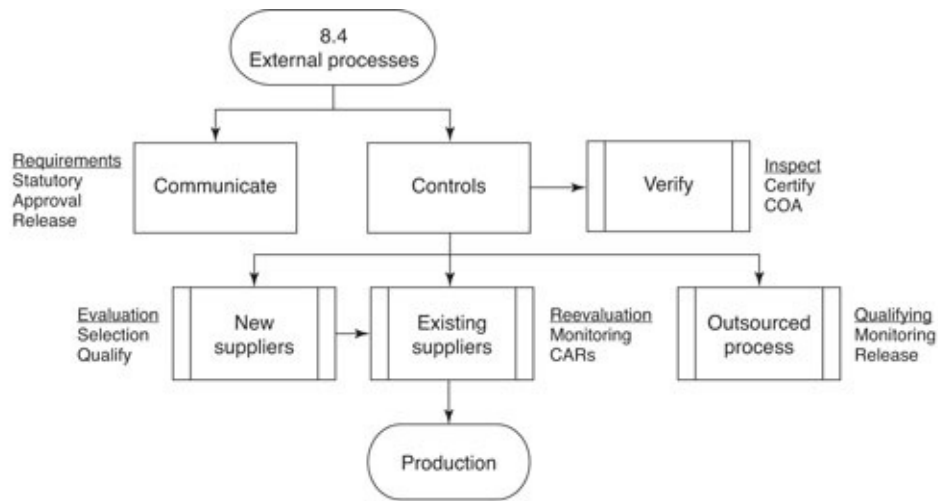 8.4
External processes
Requirements
Statutory
Approval
Release
Communicate
Controls
Verify
Inspect
Certify
COA
Evaluation
Selection
Qualify
New
suppliers
Existing
suppliers
Reevaluation
Monitoring
CARs
Outsourced
process
Qualifying
Monitoring
Release
Production